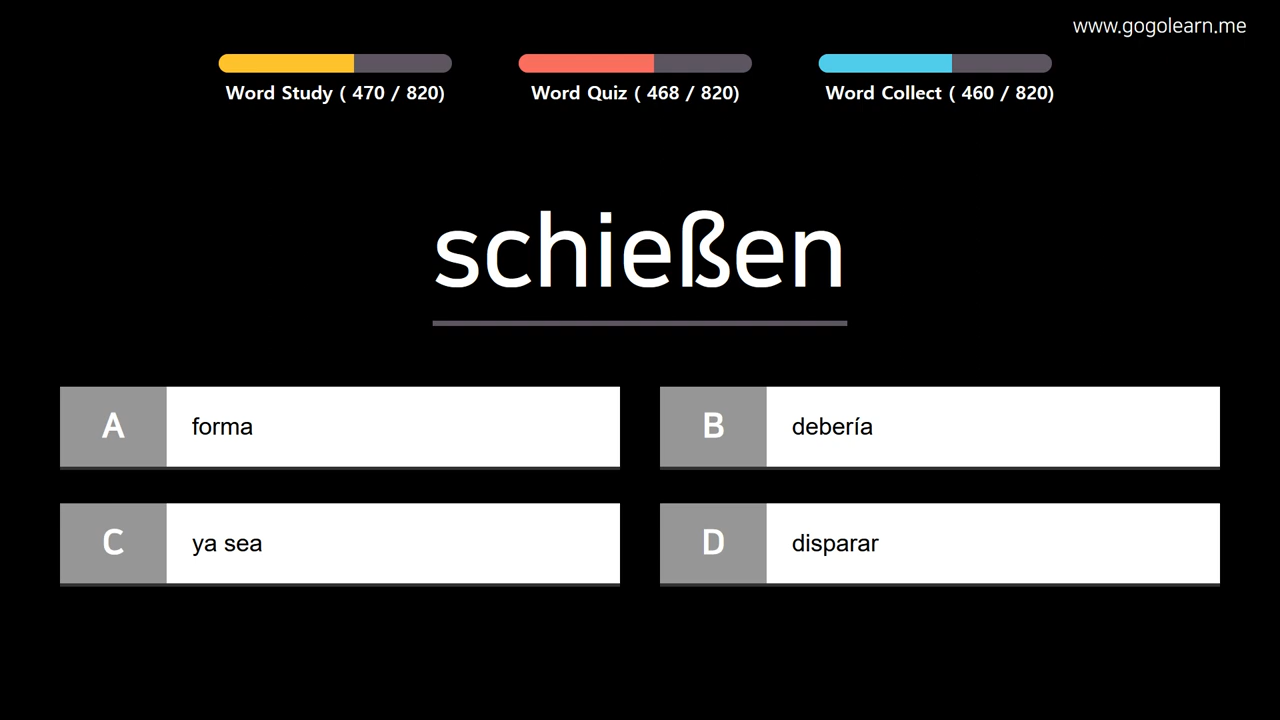 www.gogolearn.me
Word Study ( 470 / 820)
Word Quiz ( 468 / 820)
Word Collect ( 460 / 820)
schießen
A forma
B debería
C ya sea
D disparar